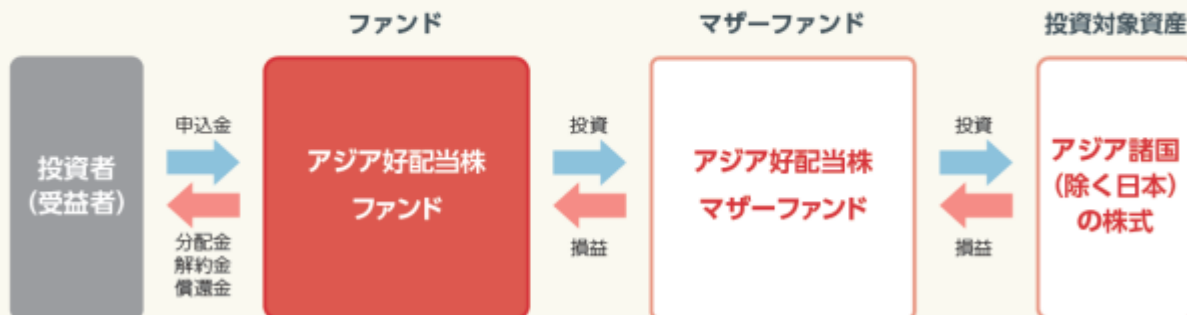 ファンド
マザーファンド
投資対象資産
投資者
(受益者)
申込金
分配金
解約金
償還金
アジア好配当株
ファンド
投資
損益
アジア好配当株
マザーファンド
投資
損益
アジア諸国
(除く日本)
の株式